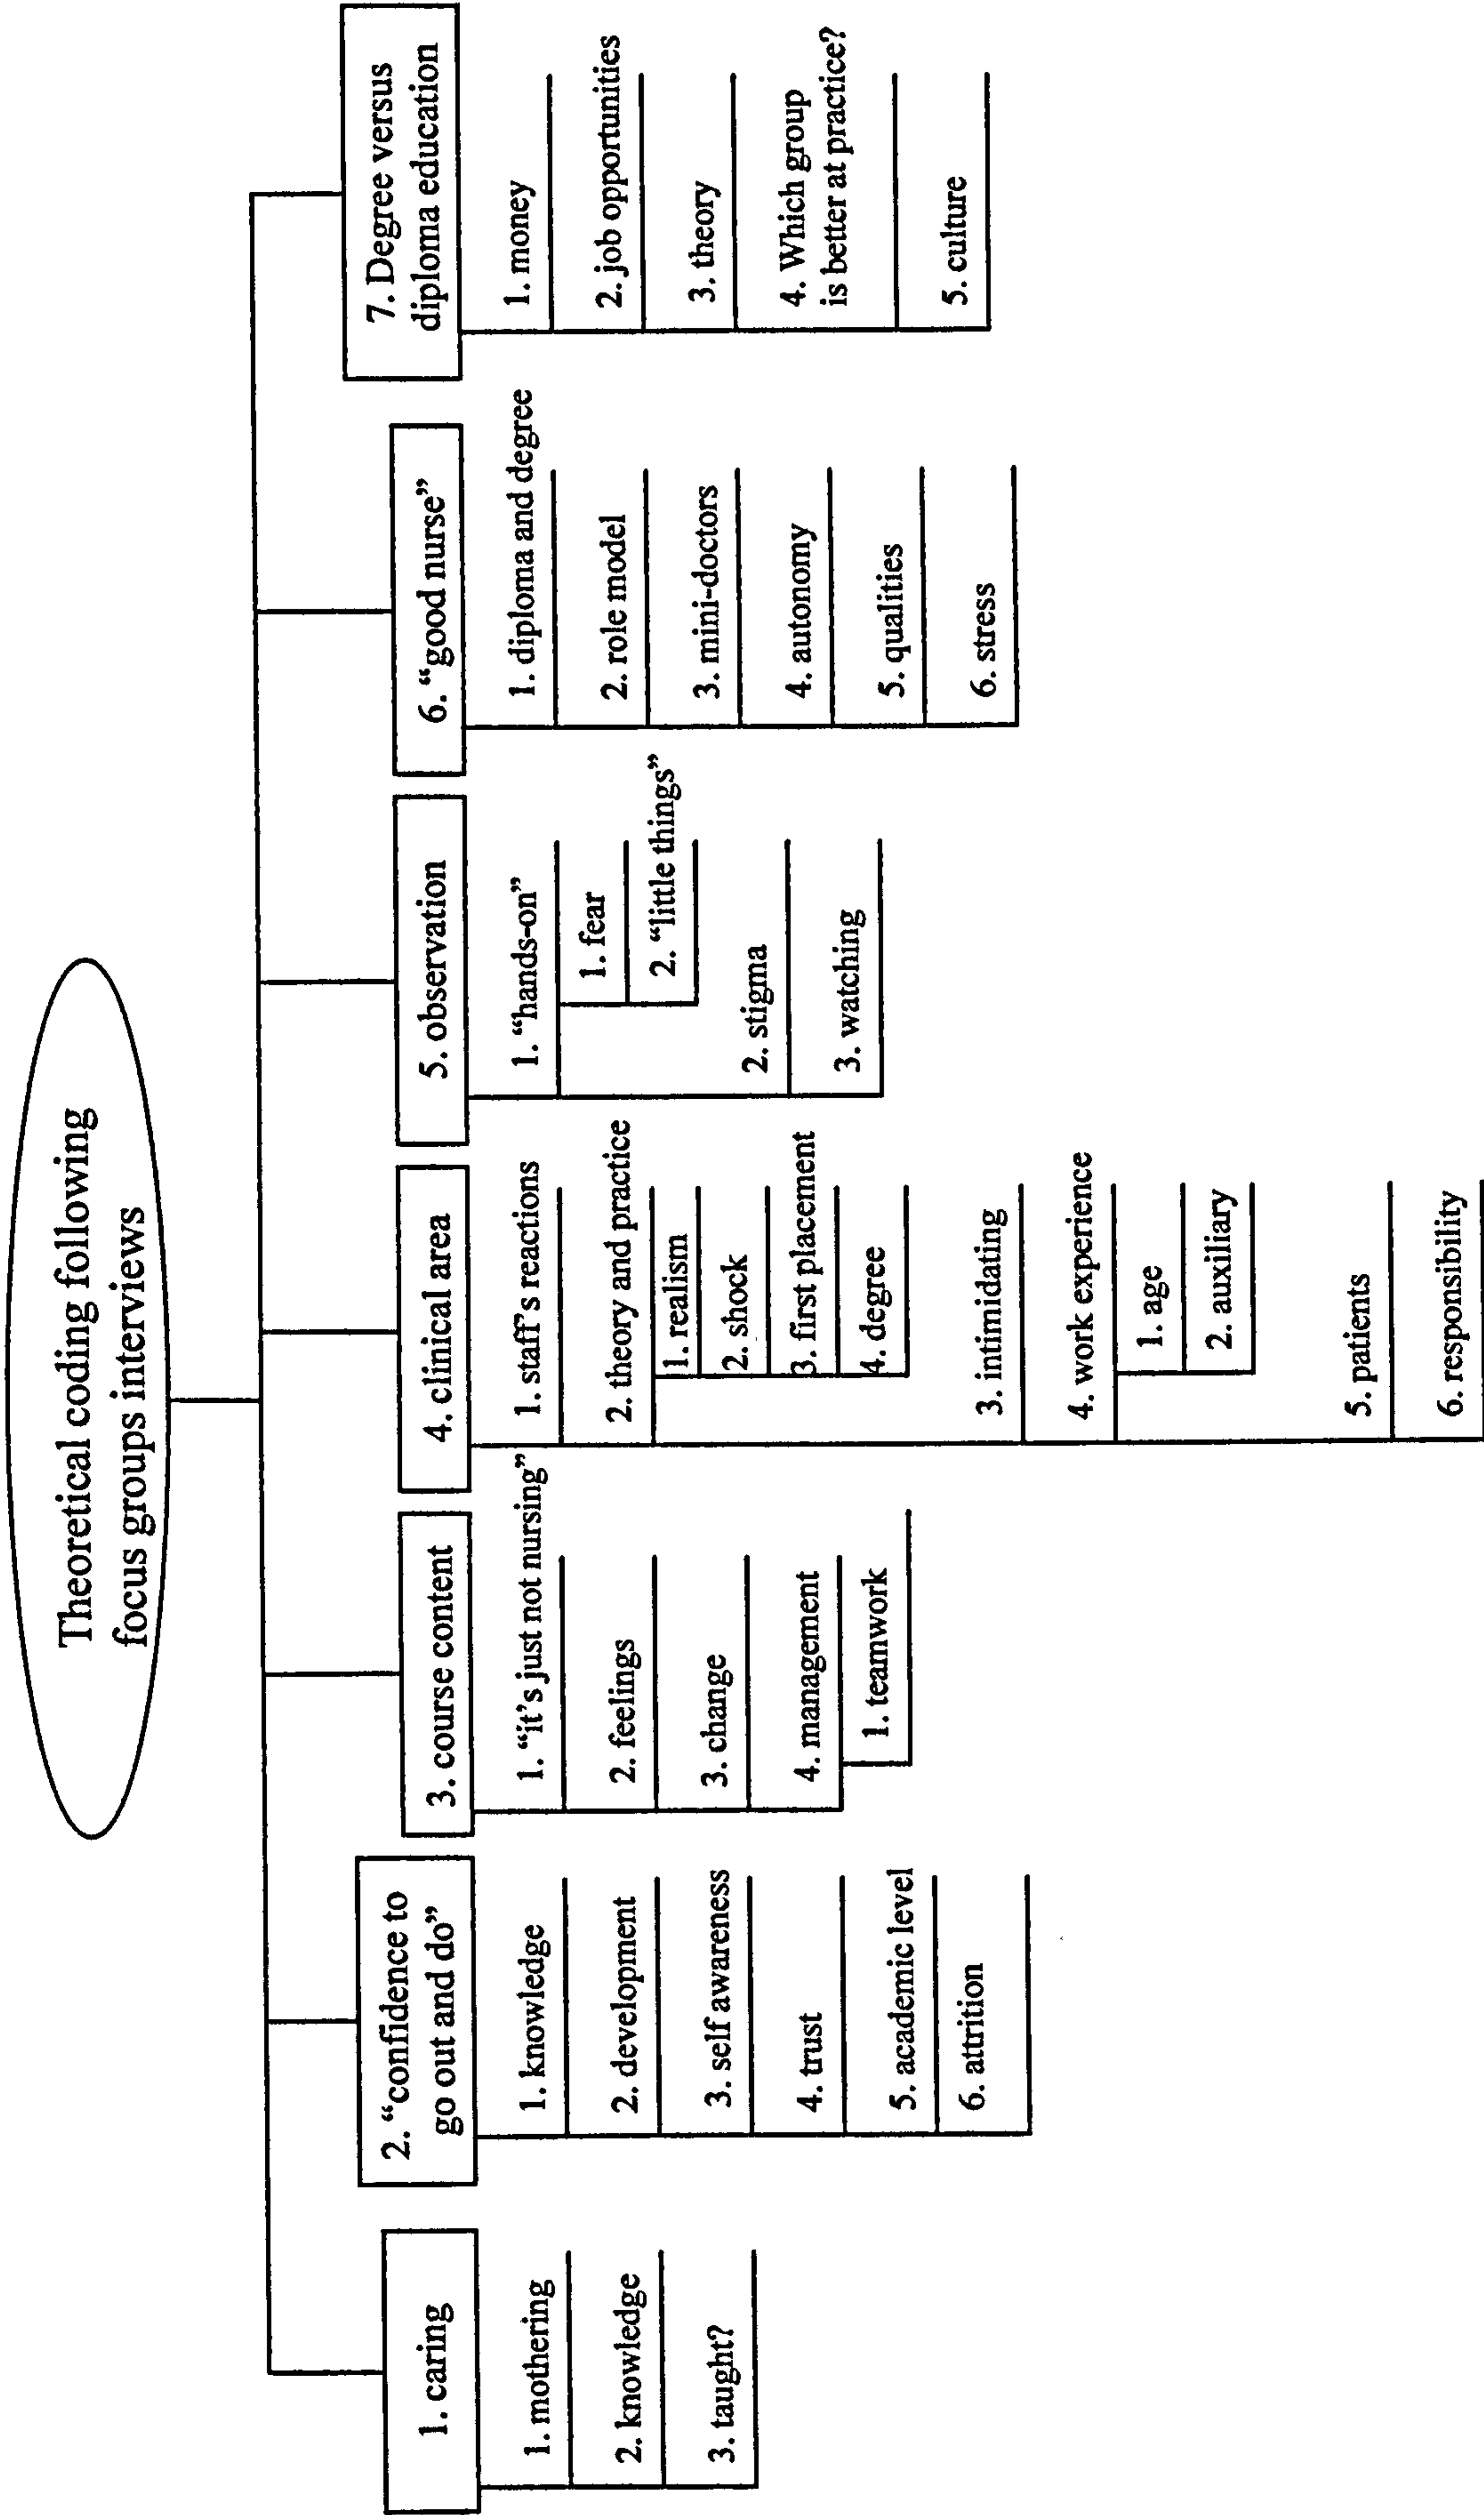 Theoretical coding following
focus groups interviews
1. caring
1. mothering
2. knowledge
3. taught?
2. “confidence to
go out and do”
1. knowledge
2. development
3. self awareness
4. trust
5. academic level
6. attrition
3. course content
1. “it’s just not nursing”
2. feelings
3. change
4. management
1. teamwork
4. clinical area
1. staff’s reactions
2. theory and practice
1. realism
2. shock
3. first placement
4. degree
3. intimidating
4. work experience
1. age
2. auxiliary
5. patients
6. responsibility
5. observation
1. “hands-on”
1. fear
2. “little things”
2. stigma
3. watching
6. “good nurse”
1. diploma and degree
2. role model
3. mini-doctors
4. autonomy
5. qualities
6. stress
7. Degree versus
diploma education
1. money
2. job opportunities
3. theory
4. Which group
is better at practice?
5. culture